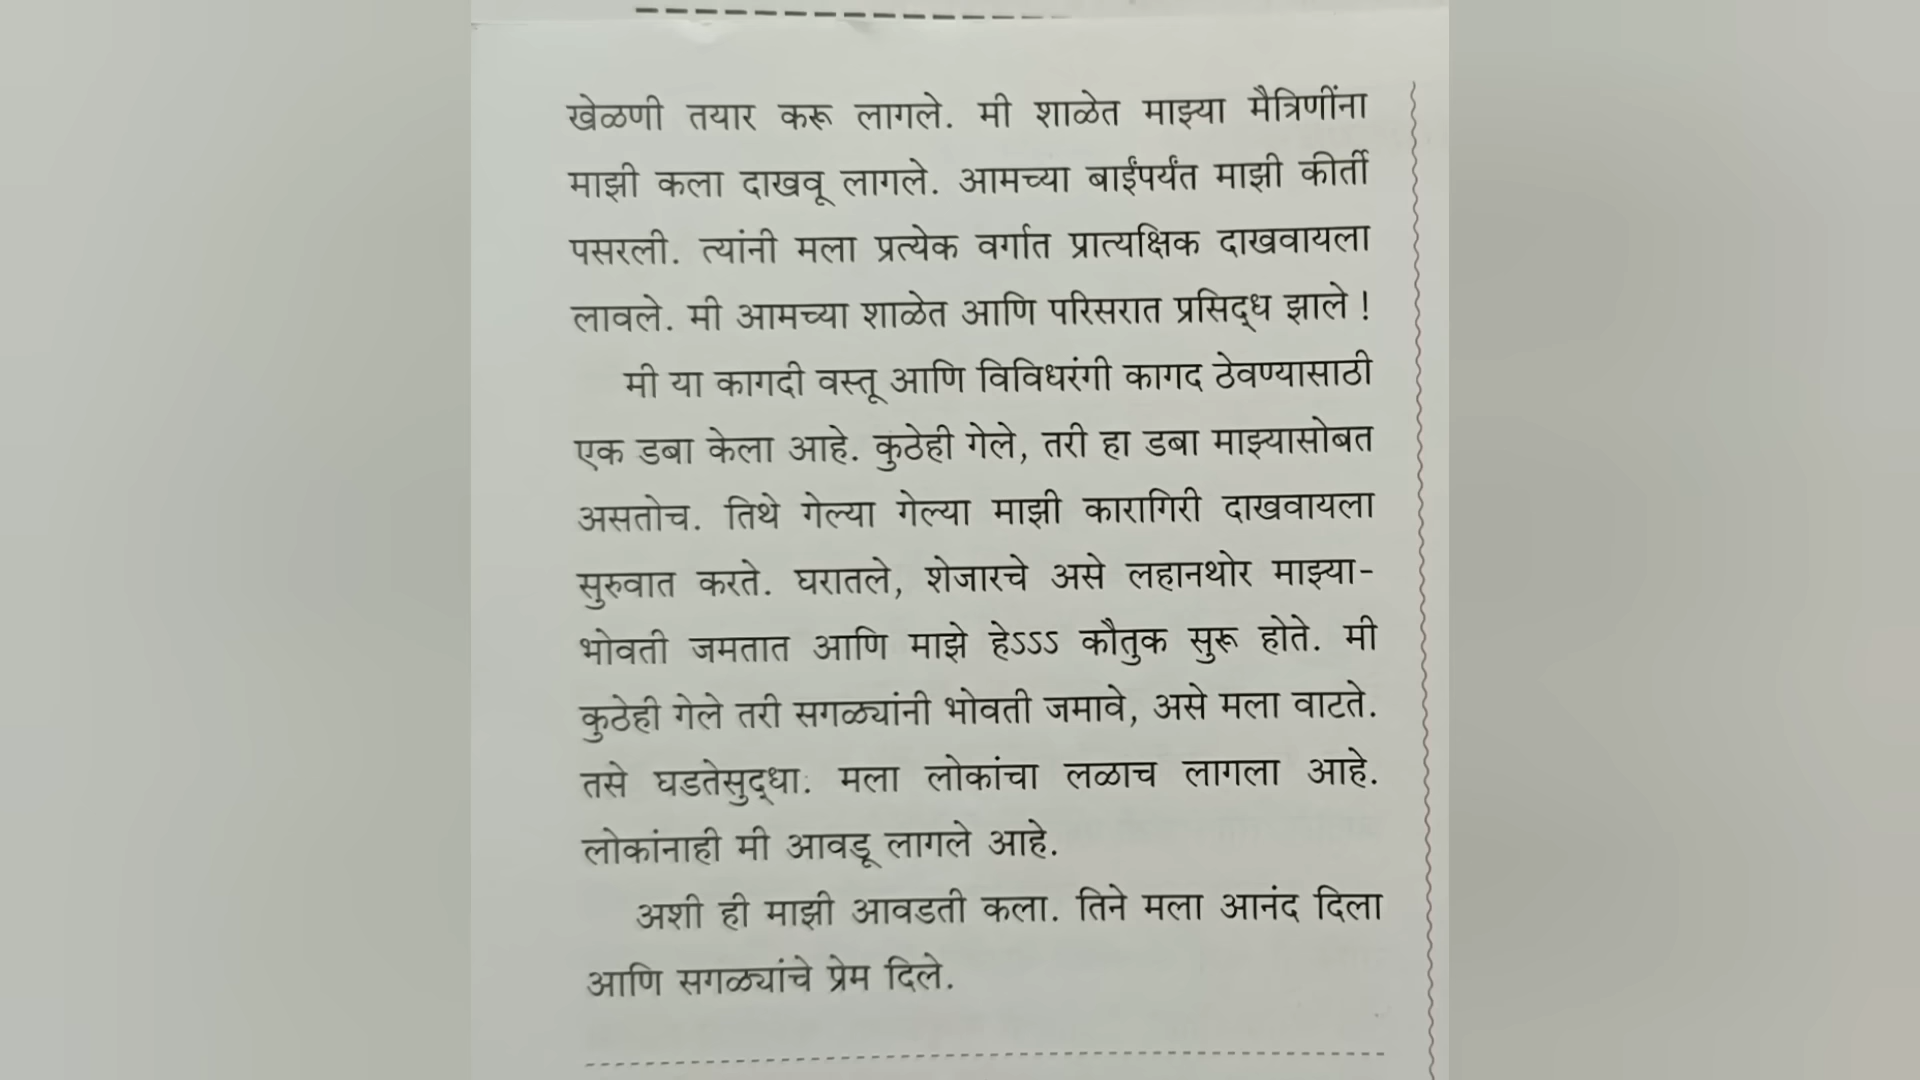 खेळणी तयार करू लागले. मी शाळेत माझ्या मैत्रिणींना
माझी कला दाखवू लागले. आमच्या बाईंपर्यंत माझी कीर्ती
पसरली. त्यांनी मला प्रत्येक वर्गात प्रात्यक्षिक दाखवायला
लावले. मी आमच्या शाळेत आणि परिसरात प्रसिद्ध झाले !
मी या कागदी वस्तू आणि विविधरंगी कागद ठेवण्यासाठी
एक डबा केला आहे. कुठेही गेले, तरी हा डबा माझ्यासोबत
असतोच. तिथे गेल्या गेल्या माझी कारागिरी दाखवायला
सुरुवात करते. घरातले, शेजारचे असे लहानथोर माझ्या-
भोवती जमतात आणि माझे हेऽऽऽ कौतुक सुरू होते. मी
कुठेही गेले तरी सगळ्यांनी भोवती जमावे, असे मला वाटते.
तसे घडतेसुद्धा. मला लोकांचा लळाच लागला आहे.
लोकांनाही मी आवडू लागले आहे.
अशी ही माझी आवडती कला. तिने मला आनंद दिला
आणि सगळ्यांचे प्रेम दिले.